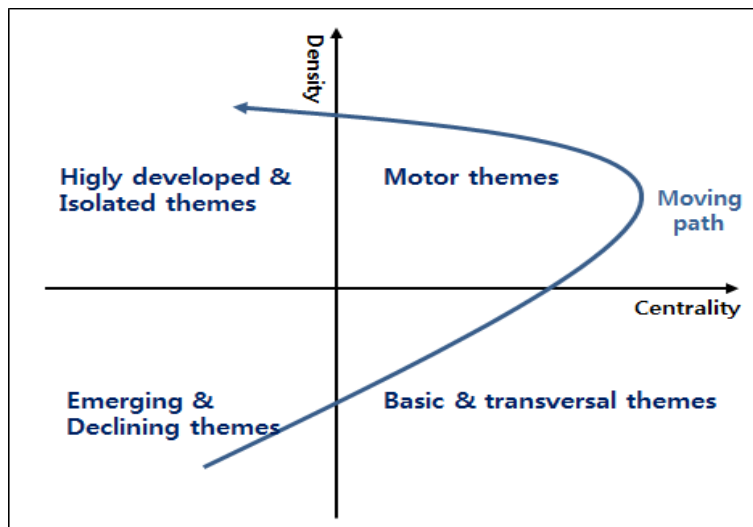 Density
Higly developed &
Isolated themes
Motor themes
Moving
path
Centrality
Emerging &
Declining themes
Basic & transversal themes